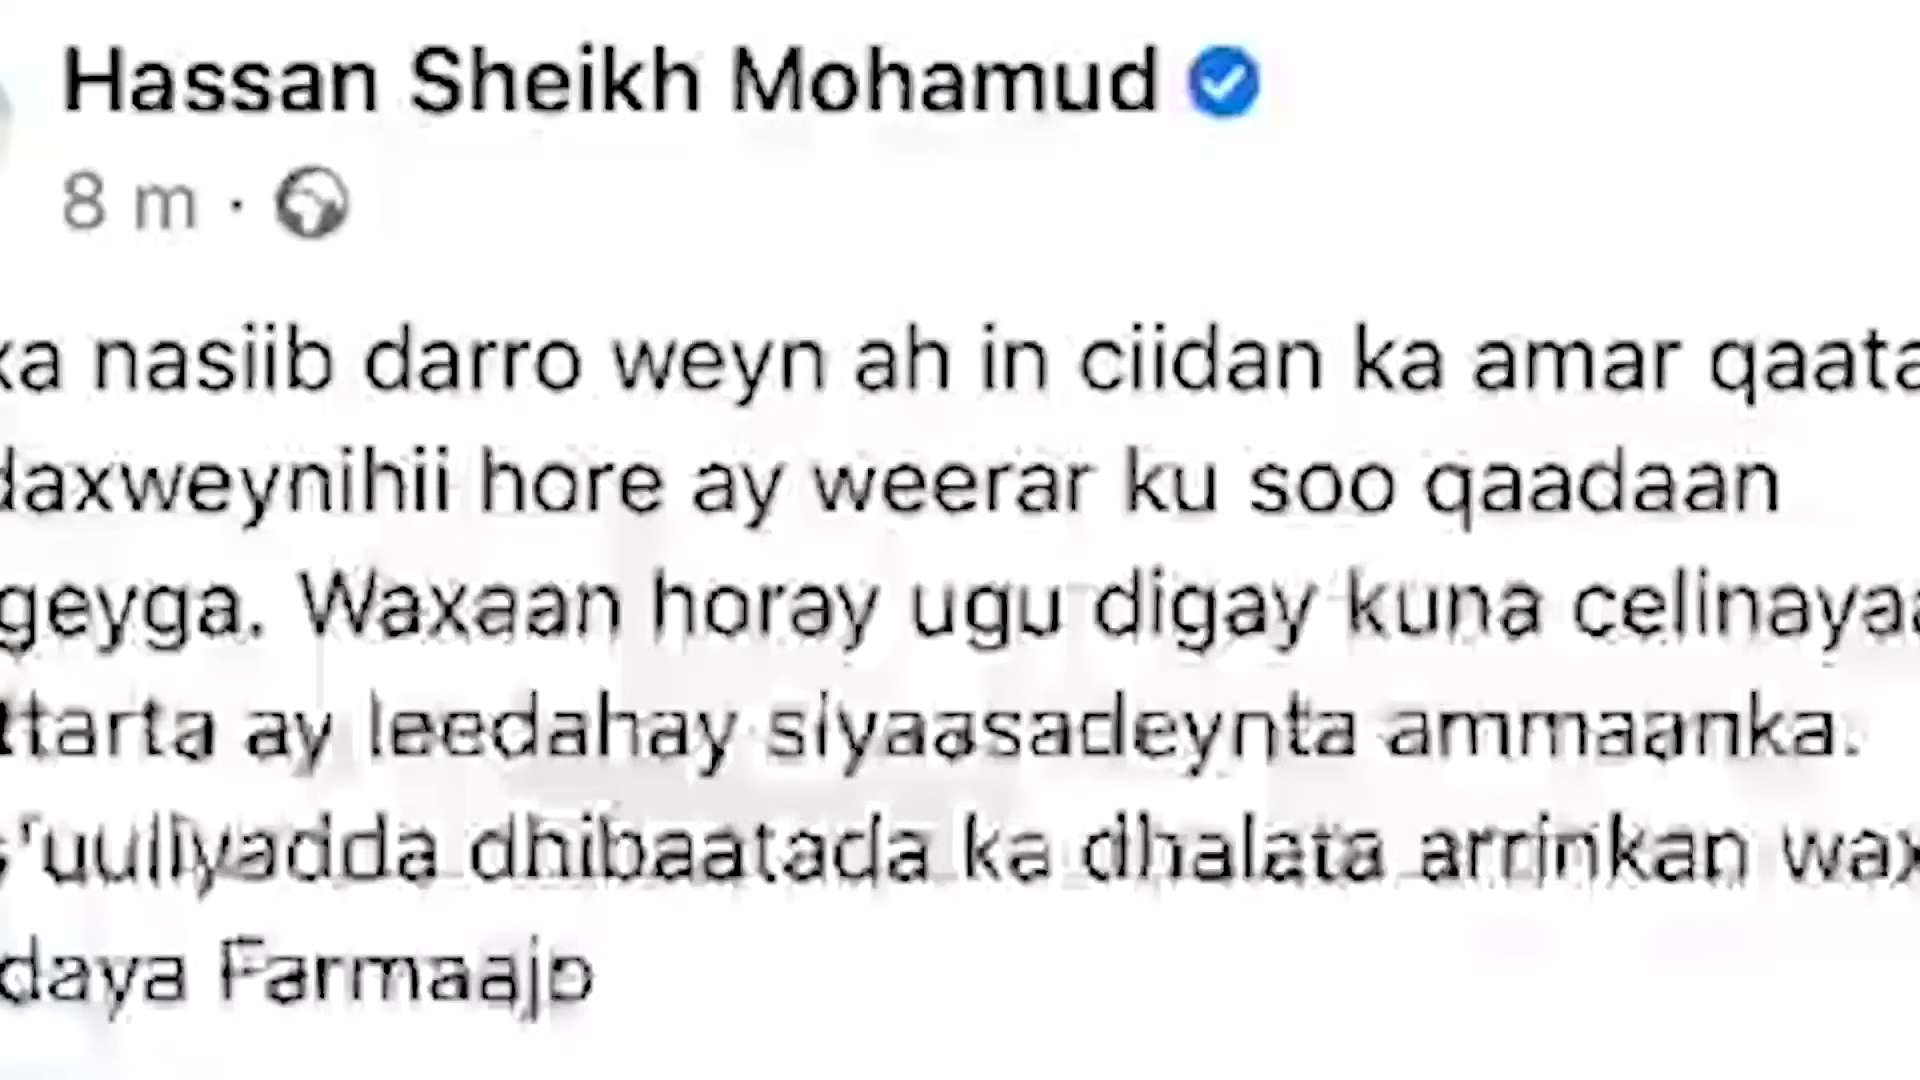 Hassan Sheikh Mohamud
8 m ·
ka nasiib darro weyn ah in ciidan ka amar qaata
daxweynihii hore ay weerar ku soo qaadaan
geyga. Waxaan horay ugu digay kuna celinayaa
ttarta ay leedahay siyaasadeynta ammaanka.
s'uuliyadda dhibaatada ka dhalata arrinkan wax
daya Farmaajo